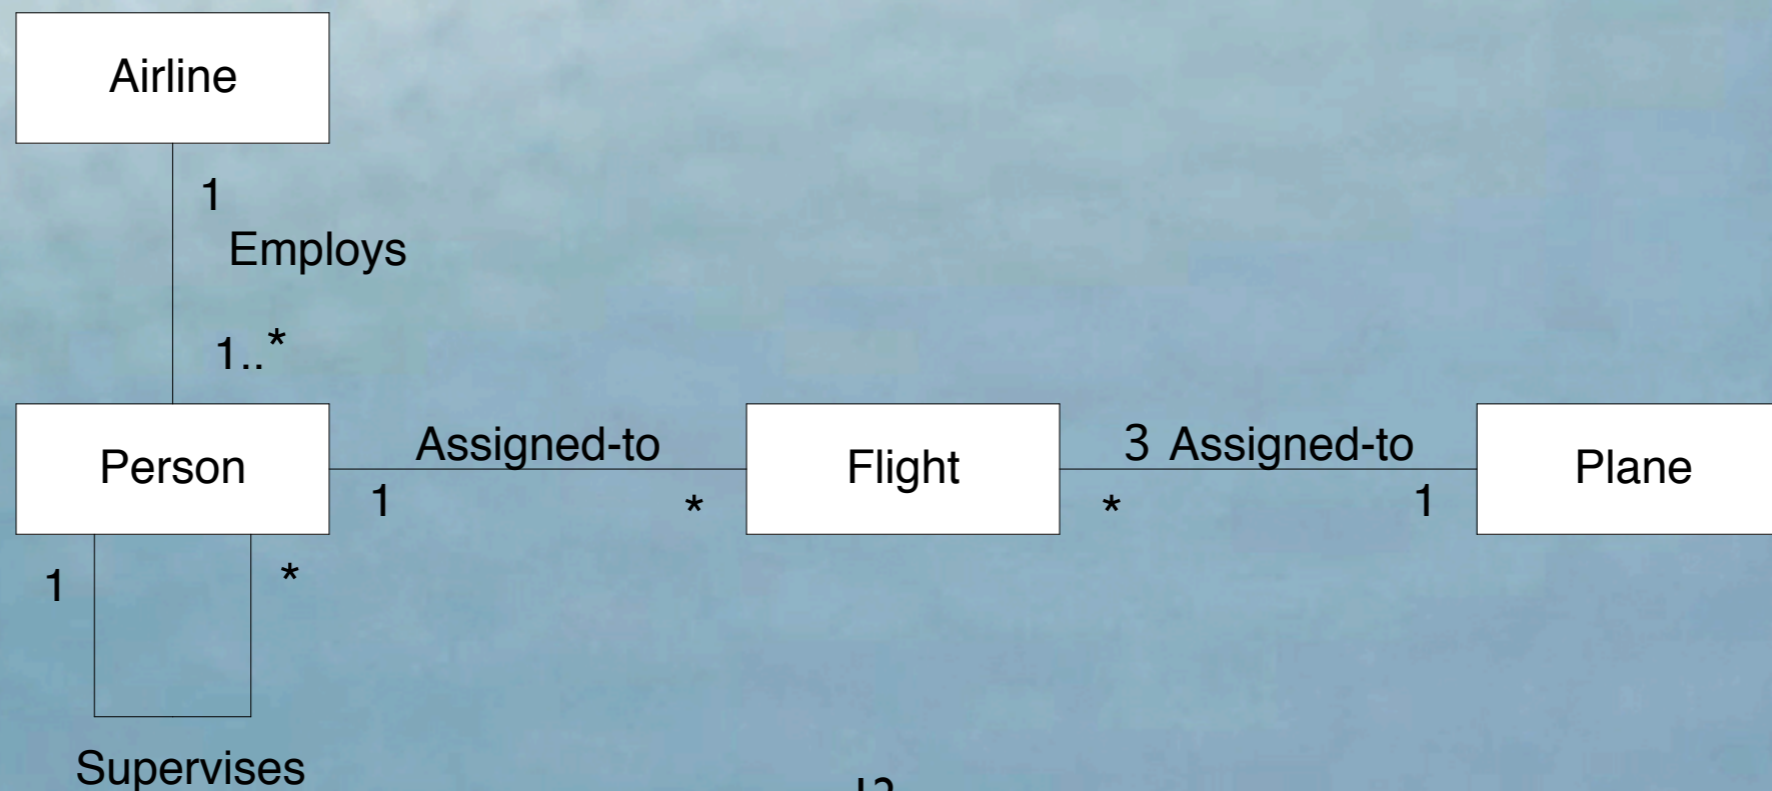 Airline
1
Employs
1..*
Person
Assigned-to
1
*
Flight
3 Assigned-to
*
1
Plane
1
*
Supervises